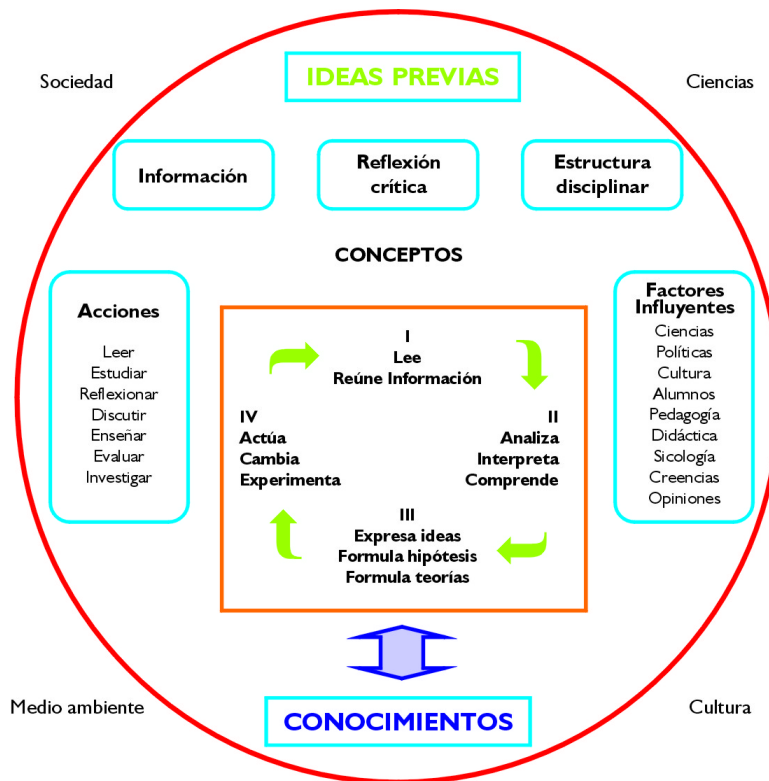 Sociedad
IDEAS PREVIAS
Ciencias
Información
Reflexión
crítica
Estructura
disciplinar
CONCEPTOS
Acciones
Leer
Estudiar
Reflexionar
Discutir
Enseñar
Evaluar
Investigar
I
Lee
Reúne Información
II
Analiza
Interpreta
Comprende
III
Expresa ideas
Formula hipótesis
Formula teorías
IV
Actúa
Cambia
Experimenta
Factores
Influyentes
Ciencias
Políticas
Cultura
Alumnos
Pedagogía
Didáctica
Sicología
Creencias
Opiniones
Medio ambiente
CONOCIMIENTOS
Cultura